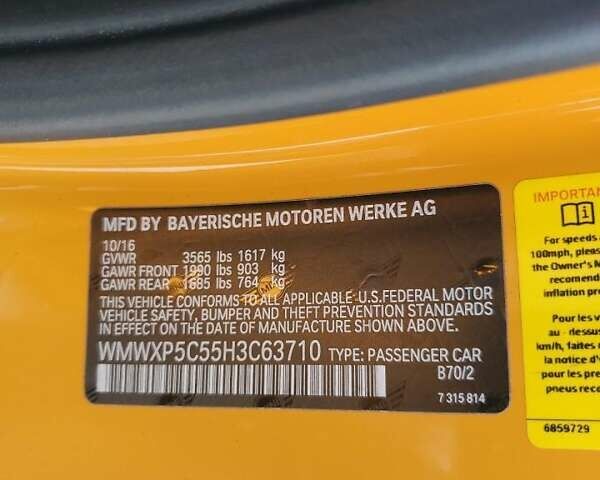 MFD BY BAYERISCHE MOTOREN WERKE AG
10/16
GVWR 3565 lbs 1617 kg
GAWR FRONT 1990 lbs 903 kg
GAWR REAR 1685 lbs 764 kg
THIS VEHICLE CONFORMS TO ALL APPLICABLE U.S.FEDERAL MOTOR
VEHICLE SAFETY, BUMPER AND THEFT PREVENTION STANDARDS
IN EFFECT ON THE DATE OF MANUFACTURE SHOWN ABOVE.
WMWXP5C55H3C63710 TYPE: PASSENGER CAR
B70/2
7 315 814
IMPORTAN
i
For speeds
100mph, please
the Owner's M
recommend
inflation pr
Pour les v
au - dessus
km/h, faites
la notice d'
pour les pre
pneus reco
6859729